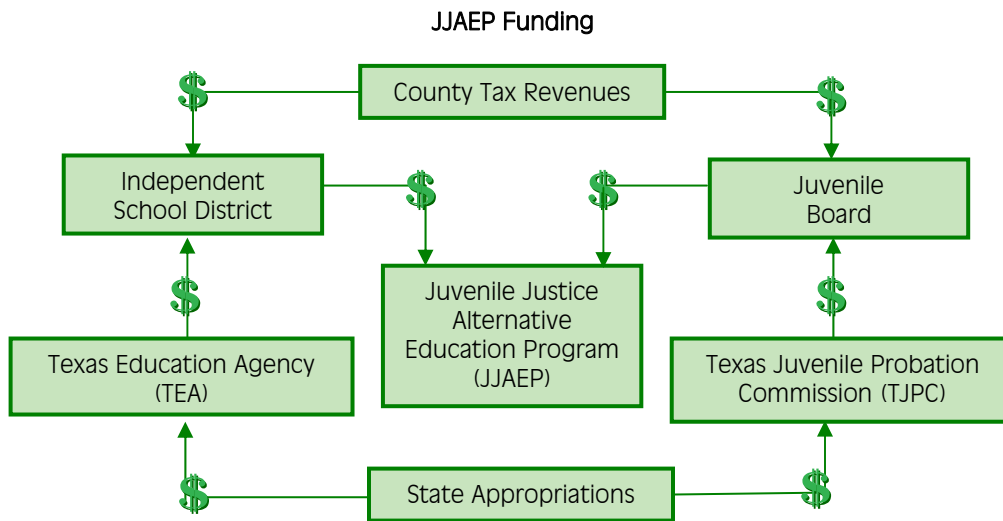 JJAEP Funding
$
County Tax Revenues
$
Independent
School District
$
$
Juvenile
Board
$
Juvenile Justice
Alternative
Education Program
(JJAEP)
$
Texas Education Agency
(TEA)
Texas Juvenile Probation
Commission (TJPC)
$
State Appropriations
$